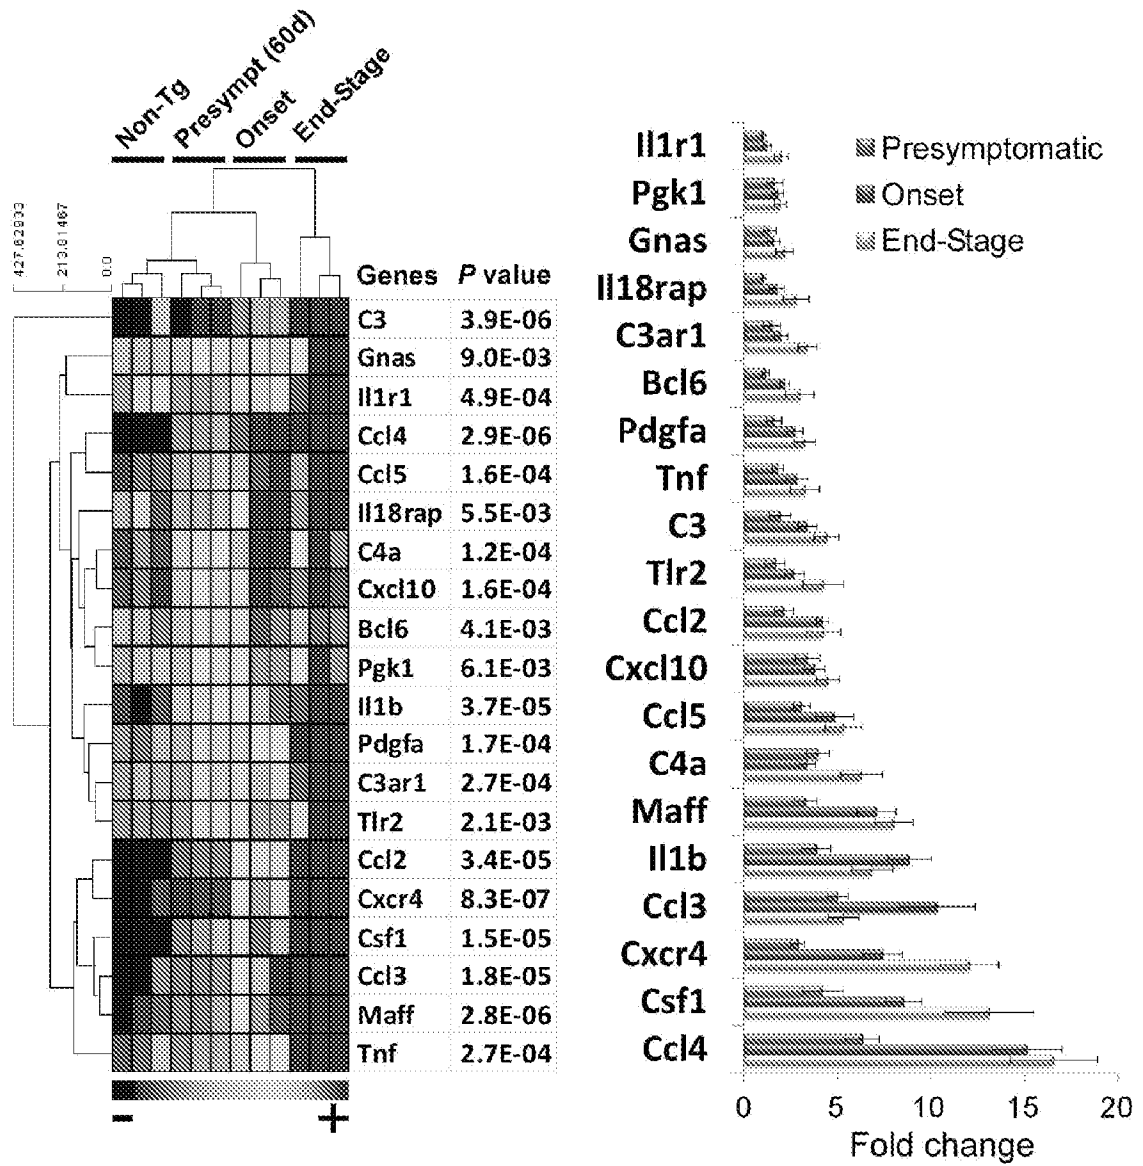 Non-Tg
Presympt (60d)
Onset
End-Stage
427.62933
213.81467
0.0
Genes P value
C3 3.9E-06
Gnas 9.0E-03
Il1r1 4.9E-04
Ccl4 2.9E-06
Ccl5 1.6E-04
Il18rap 5.5E-03
C4a 1.2E-04
Cxcl10 1.6E-04
Bcl6 4.1E-03
Pgk1 6.1E-03
Il1b 3.7E-05
Pdgfa 1.7E-04
C3ar1 2.7E-04
Tlr2 2.1E-03
Ccl2 3.4E-05
Cxcr4 8.3E-07
Csf1 1.5E-05
Ccl3 1.8E-05
Maff 2.8E-06
Tnf 2.7E-04
− +
Il1r1
Pgk1
Gnas
Il18rap
C3ar1
Bcl6
Pdgfa
Tnf
C3
Tlr2
Ccl2
Cxcl10
Ccl5
C4a
Maff
Il1b
Ccl3
Cxcr4
Csf1
Ccl4
Presymptomatic
Onset
End-Stage
0 5 10 15 20
Fold change